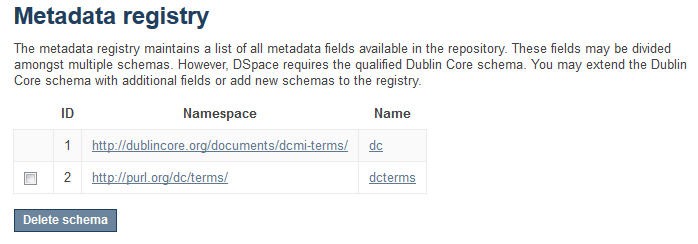 Metadata registry
The metadata registry maintains a list of all metadata fields available in the repository. These fields may be divided
amongst multiple schemas. However, DSpace requires the qualified Dublin Core schema. You may extend the Dublin
Core schema with additional fields or add new schemas to the registry.
ID Namespace Name
1 http://dublincore.org/documents/dcmi-terms/ dc
2 http://purl.org/dc/terms/ dcterms
Delete schema